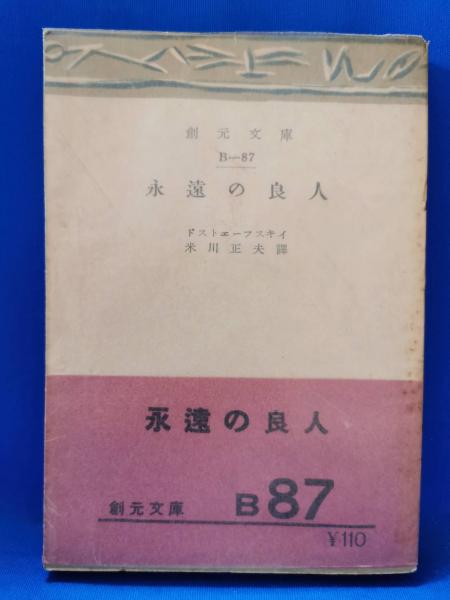 創元文庫
B—87
永遠の良人
ドストエーフスキイ
米川正夫譯
永遠の良人
創元文庫 B87
¥110